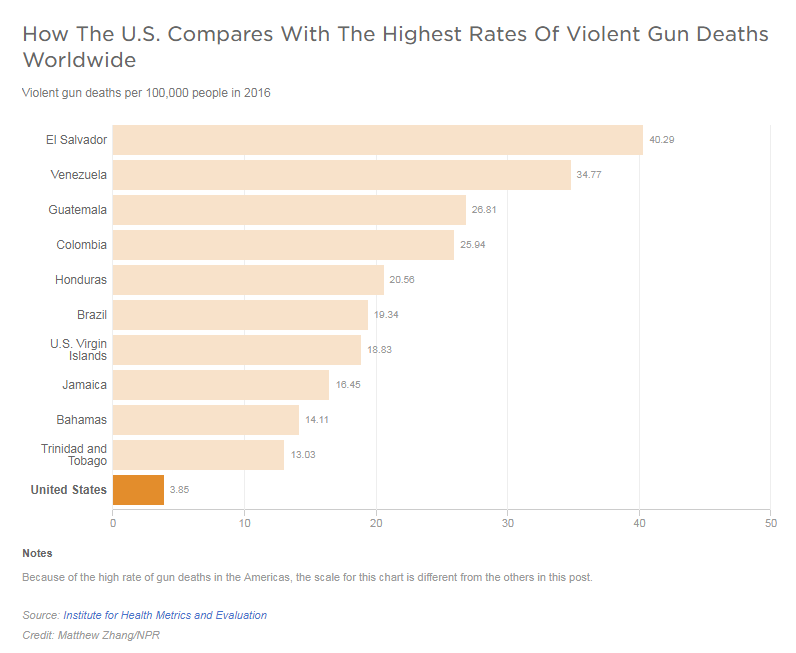 How The U.S. Compares With The Highest Rates Of Violent Gun Deaths
Worldwide
Violent gun deaths per 100,000 people in 2016
El Salvador 40.29
Venezuela 34.77
Guatemala 26.81
Colombia 25.94
Honduras 20.56
Brazil 19.34
U.S. Virgin
Islands 18.83
Jamaica 16.45
Bahamas 14.11
Trinidad and
Tobago 13.03
United States 3.85
0 10 20 30 40 50
Notes
Because of the high rate of gun deaths in the Americas, the scale for this chart is different from the others in this post.
Source: Institute for Health Metrics and Evaluation
Credit: Matthew Zhang/NPR